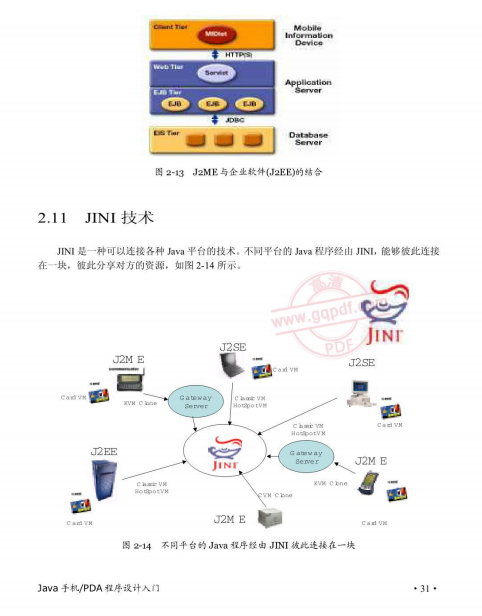 Client Tier
MIDlet
Mobile
Information
Device
HTTP(S)
Web Tier
Servlet
Application
Server
EJB Tier
EJB EJB EJB
JDBC
EIS Tier
Database
Server
图 2-13 J2ME 与企业软件(J2EE)的结合
2.11 JINI 技术
JINI 是一种可以连接各种 Java 平台的技术。不同平台的 Java 程序经由 JINI，能够彼此连接
在一块，彼此分享对方的资源，如图 2-14 所示。
高清
www.gqpdf.com
PDF
JINI
J2SE
J2M E
J2SE
Card VM
Card VM
KVM Clone
Gateway
Server
Classic VM
HotSpotVM
Card VM
Classic VM
HotSpotVM
JINI
J2EE
Gateway
Server
J2M E
Classic VM
HotSpotVM
KVM Clone
CVM Clone
J2M E
Card VM
Card VM
图 2-14 不同平台的 Java 程序经由 JINI 彼此连接在一块
Java 手机/PDA 程序设计入门
·31·